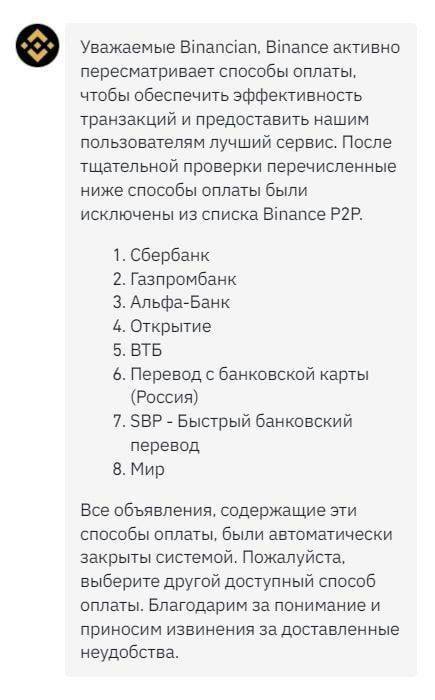 Уважаемые Binancian, Binance активно
пересматривает способы оплаты,
чтобы обеспечить эффективность
транзакций и предоставить нашим
пользователям лучший сервис. После
тщательной проверки перечисленные
ниже способы оплаты были
исключены из списка Binance P2P.
1. Сбербанк
2. Газпромбанк
3. Альфа-Банк
4. Открытие
5. ВТБ
6. Перевод с банковской карты
(Россия)
7. SBP - Быстрый банковский
перевод
8. Мир
Все объявления, содержащие эти
способы оплаты, были автоматически
закрыты системой. Пожалуйста,
выберите другой доступный способ
оплаты. Благодарим за понимание и
приносим извинения за доставленные
неудобства.